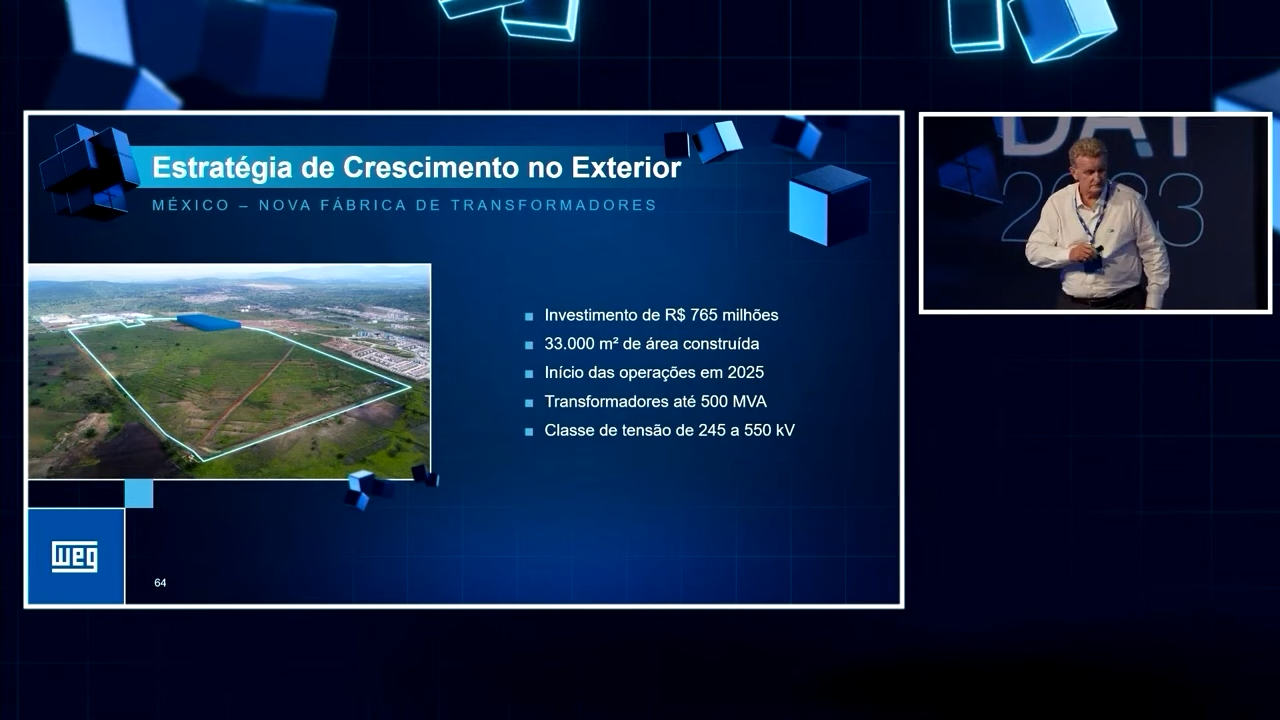 Estratégia de Crescimento no Exterior
MÉXICO – NOVA FÁBRICA DE TRANSFORMADORES
Investimento de R$ 765 milhões
33.000 m² de área construída
Início das operações em 2025
Transformadores até 500 MVA
Classe de tensão de 245 a 550 kV
weg
64
DAY